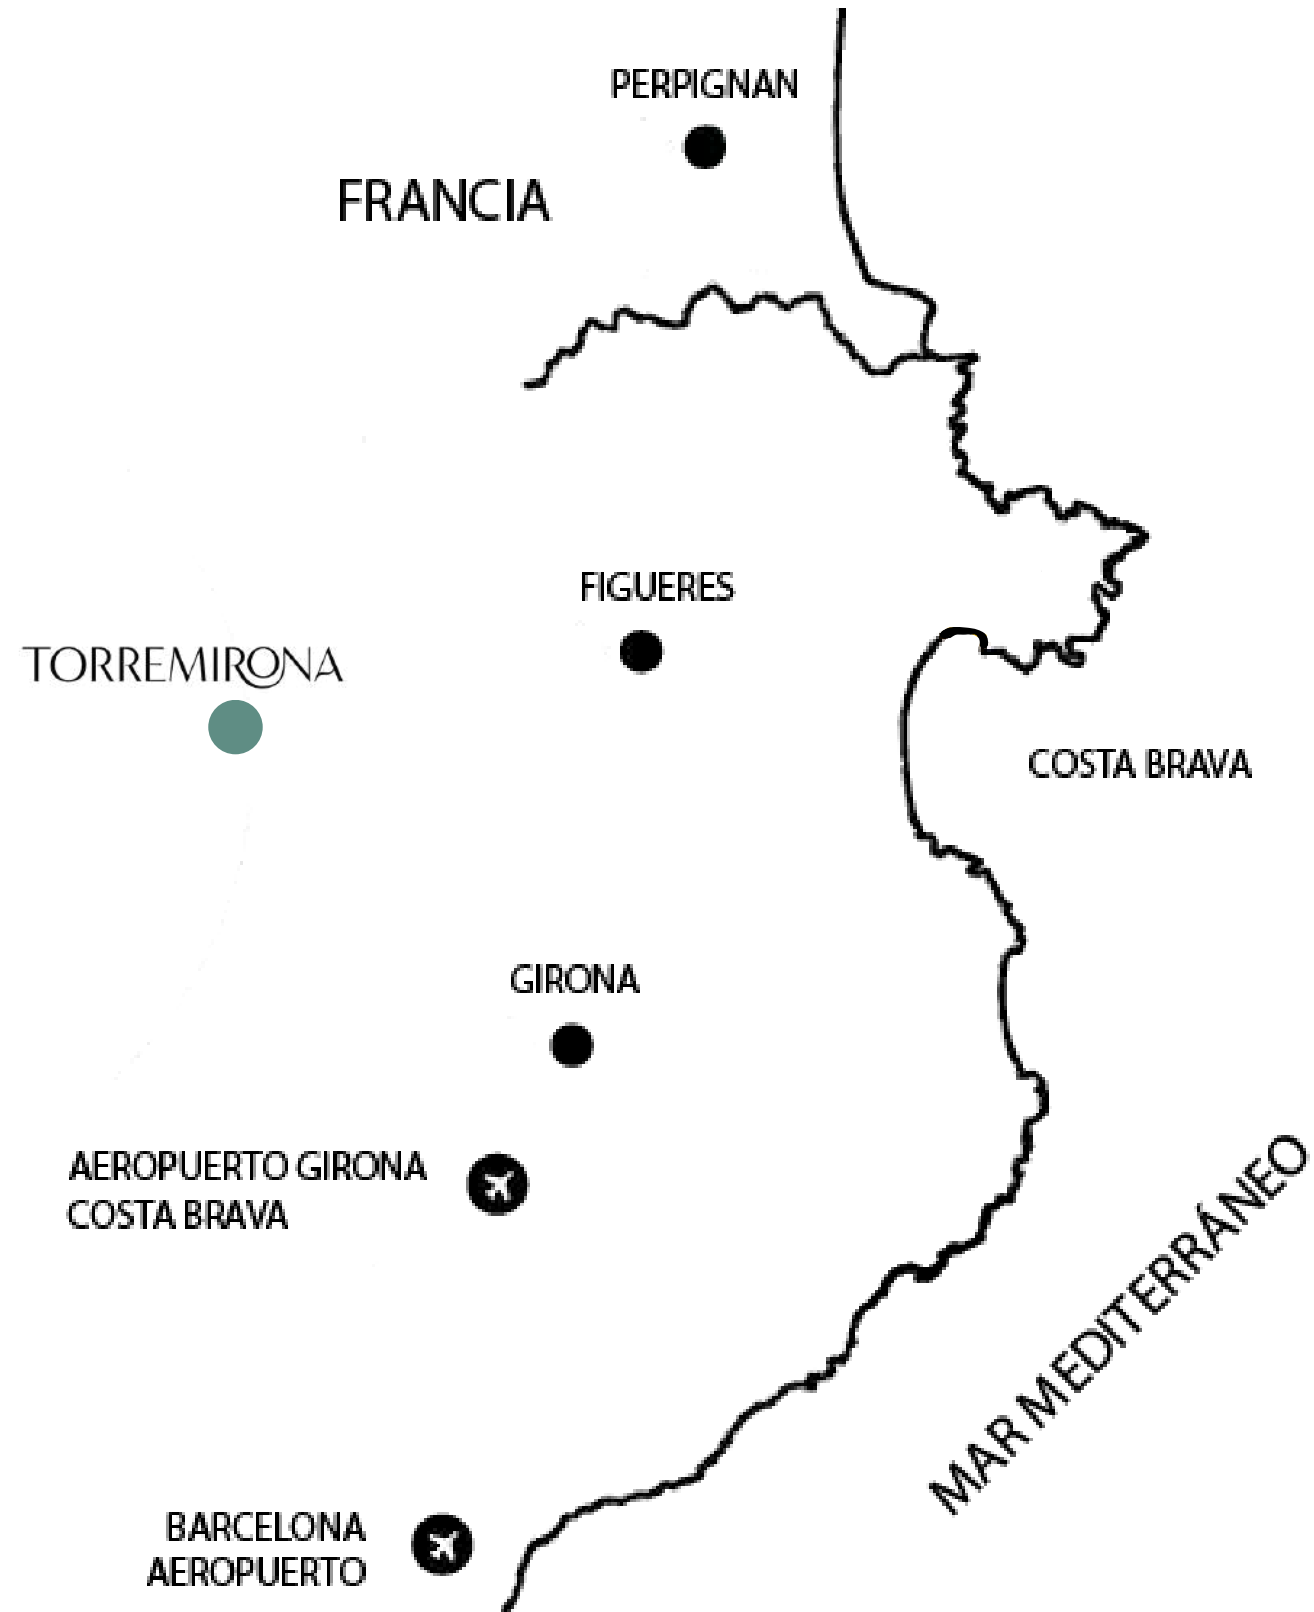 PERPIGNAN
FRANCIA
FIGUERES
TORREMIRONA
COSTA BRAVA
GIRONA
AEROPUERTO GIRONA
COSTA BRAVA
MAR MEDITERRÁNEO
BARCELONA
AEROPUERTO